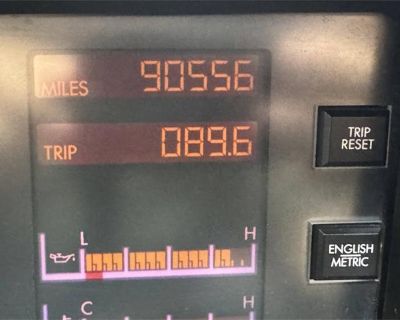 MILES 90556
TRIP 089.6
TRIP
RESET
ENGLISH
METRIC
L H
C H